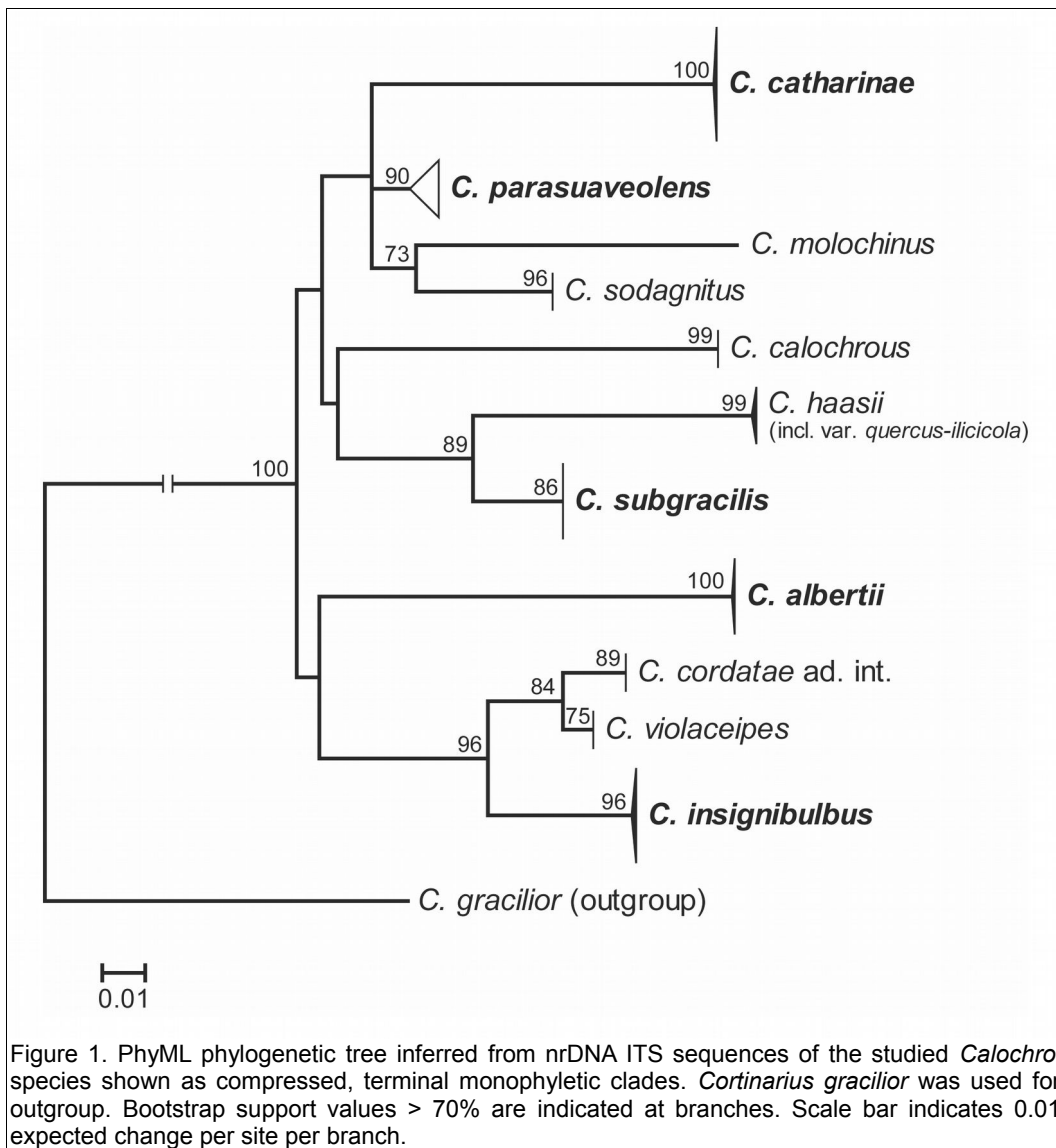 100
C. catharinae
90
C. parasuaveolens
C. molochinus
73
96
C. sodagnitus
99
C. calochrous
99
C. haasii
(incl. var. quercus-ilicicola)
89
100
86
C. subgracilis
100
C. albertii
89
C. cordatae ad. int.
84
75
C. violaceipes
96
96
C. insignibulbus
C. gracilior (outgroup)
0.01
Figure 1. PhyML phylogenetic tree inferred from nrDNA ITS sequences of the studied Calochroi
species shown as compressed, terminal monophyletic clades. Cortinarius gracilior was used for
outgroup. Bootstrap support values > 70% are indicated at branches. Scale bar indicates 0.01
expected change per site per branch.